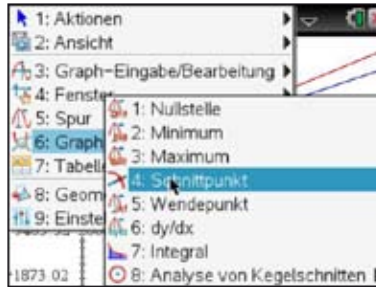 1: Aktionen
2: Ansicht
3: Graph-Eingabe/Bearbeitung
4: Fenster
5: Spur
6: Graph
7: Tabell
8: Geom
9: Einste
1: Nullstelle
2: Minimum
3: Maximum
4: Schnittpunkt
5: Wendepunkt
6: dy/dx
7: Integral
8: Analyse von Kegelschnitten
1873 02